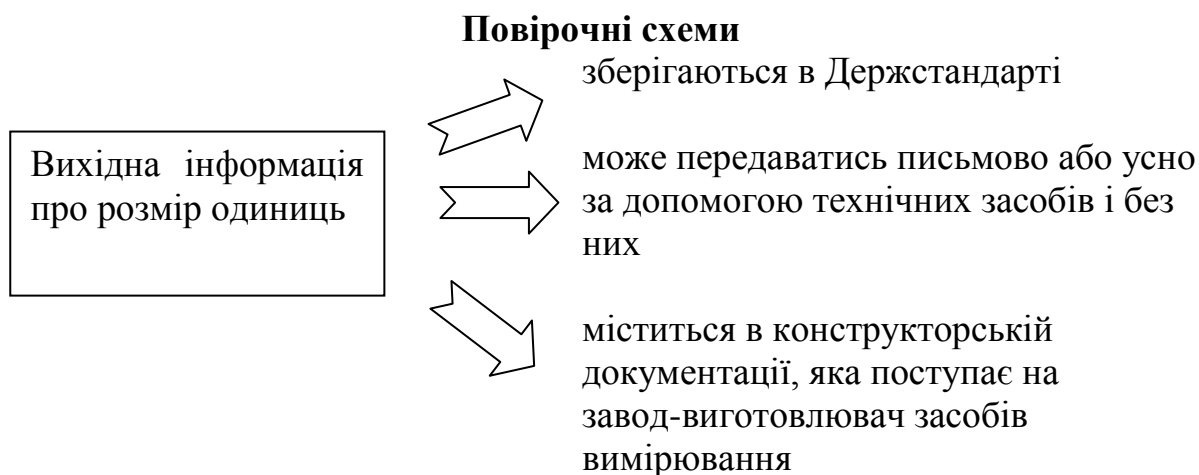 Повірочні схеми
зберігаються в Держстандарті
Вихідна інформація
про розмір одиниць
може передаватись письмово або усно
за допомогою технічних засобів і без
них
міститься в конструкторській
документації, яка поступає на
завод-виготовлювач засобів
вимірювання